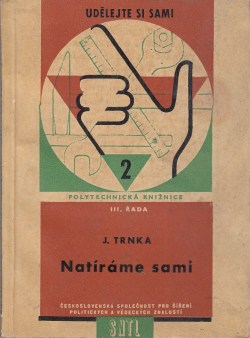 UDĚLEJTE SI SAMI
2
POLYTECHNICKÁ KNIŽNICE
III. ŘADA
J. TRNKA
Natíráme sami
ČESKOSLOVENSKÁ SPOLEČNOST PRO ŠÍŘENÍ
POLITICKÝCH A VĚDECKÝCH ZNALOSTÍ
SNTL